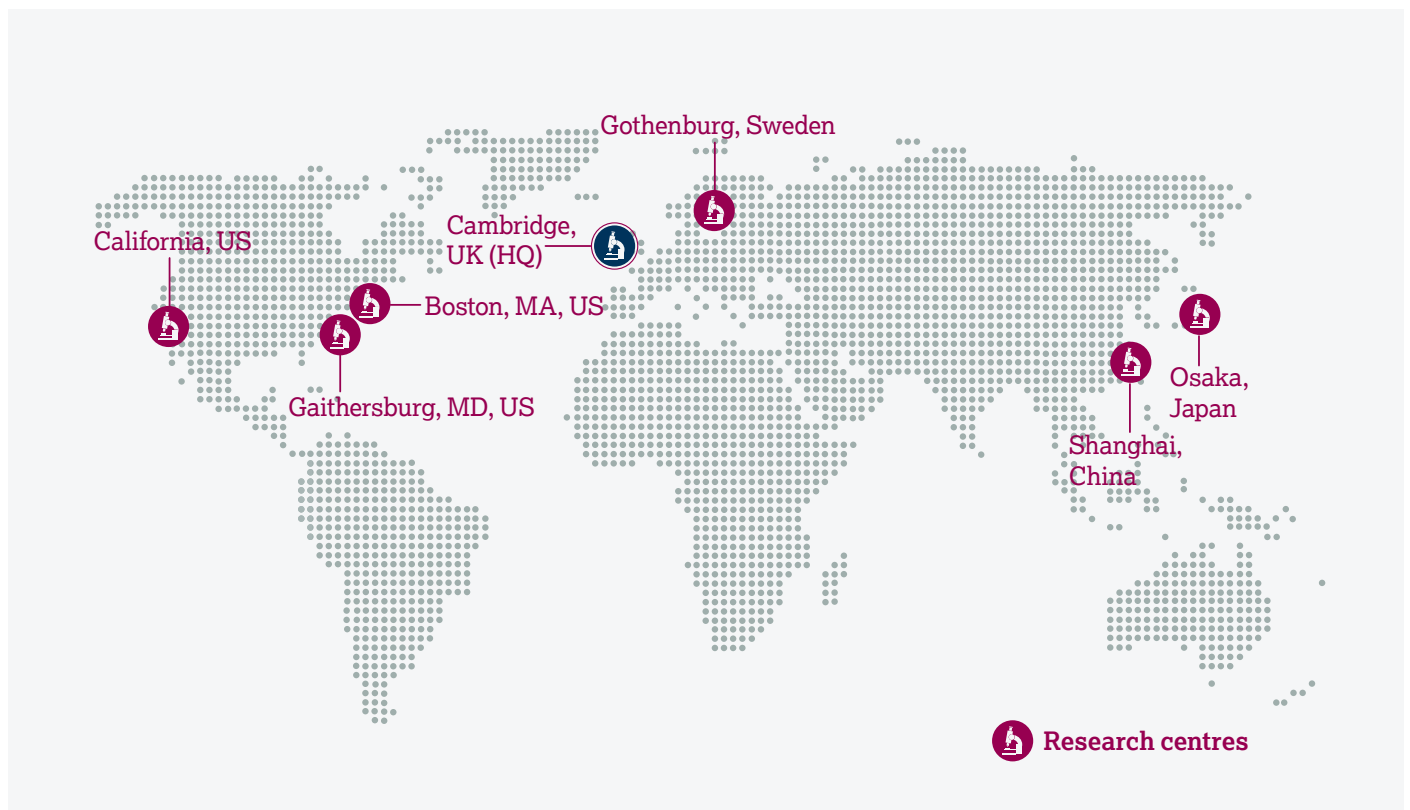 Gothenburg, Sweden
Cambridge,
UK (HQ)
California, US
Boston, MA, US
Gaithersburg, MD, US
Osaka,
Japan
Shanghai,
China
Research centres